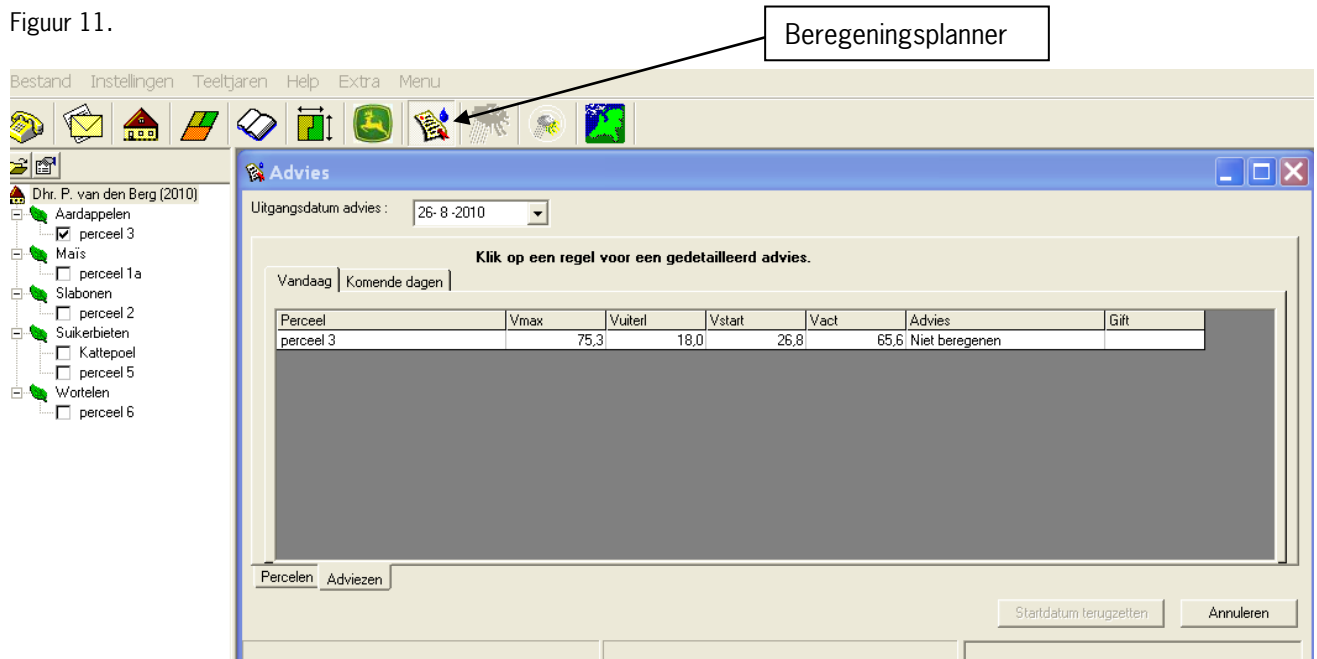 Figuur 11.
Beregeningsplanner
Bestand Instellingen Teeltjaren Help Extra Menu
Advies
Dhr. P. van den Berg (2010)
Aardappelen
perceel 3
Maïs
perceel 1a
Slabonen
perceel 2
Suikerbieten
Kattepoel
perceel 5
Wortelen
perceel 6
Uitgangsdatum advies : 26- 8 -2010
Klik op een regel voor een gedetailleerd advies.
Vandaag Komende dagen
Perceel Vmax Vuiterl Vstart Vact Advies Gift
perceel 3 75,3 18,0 26,8 65,6 Niet beregenen
Percelen Adviezen
Startdatum terugzetten Annuleren